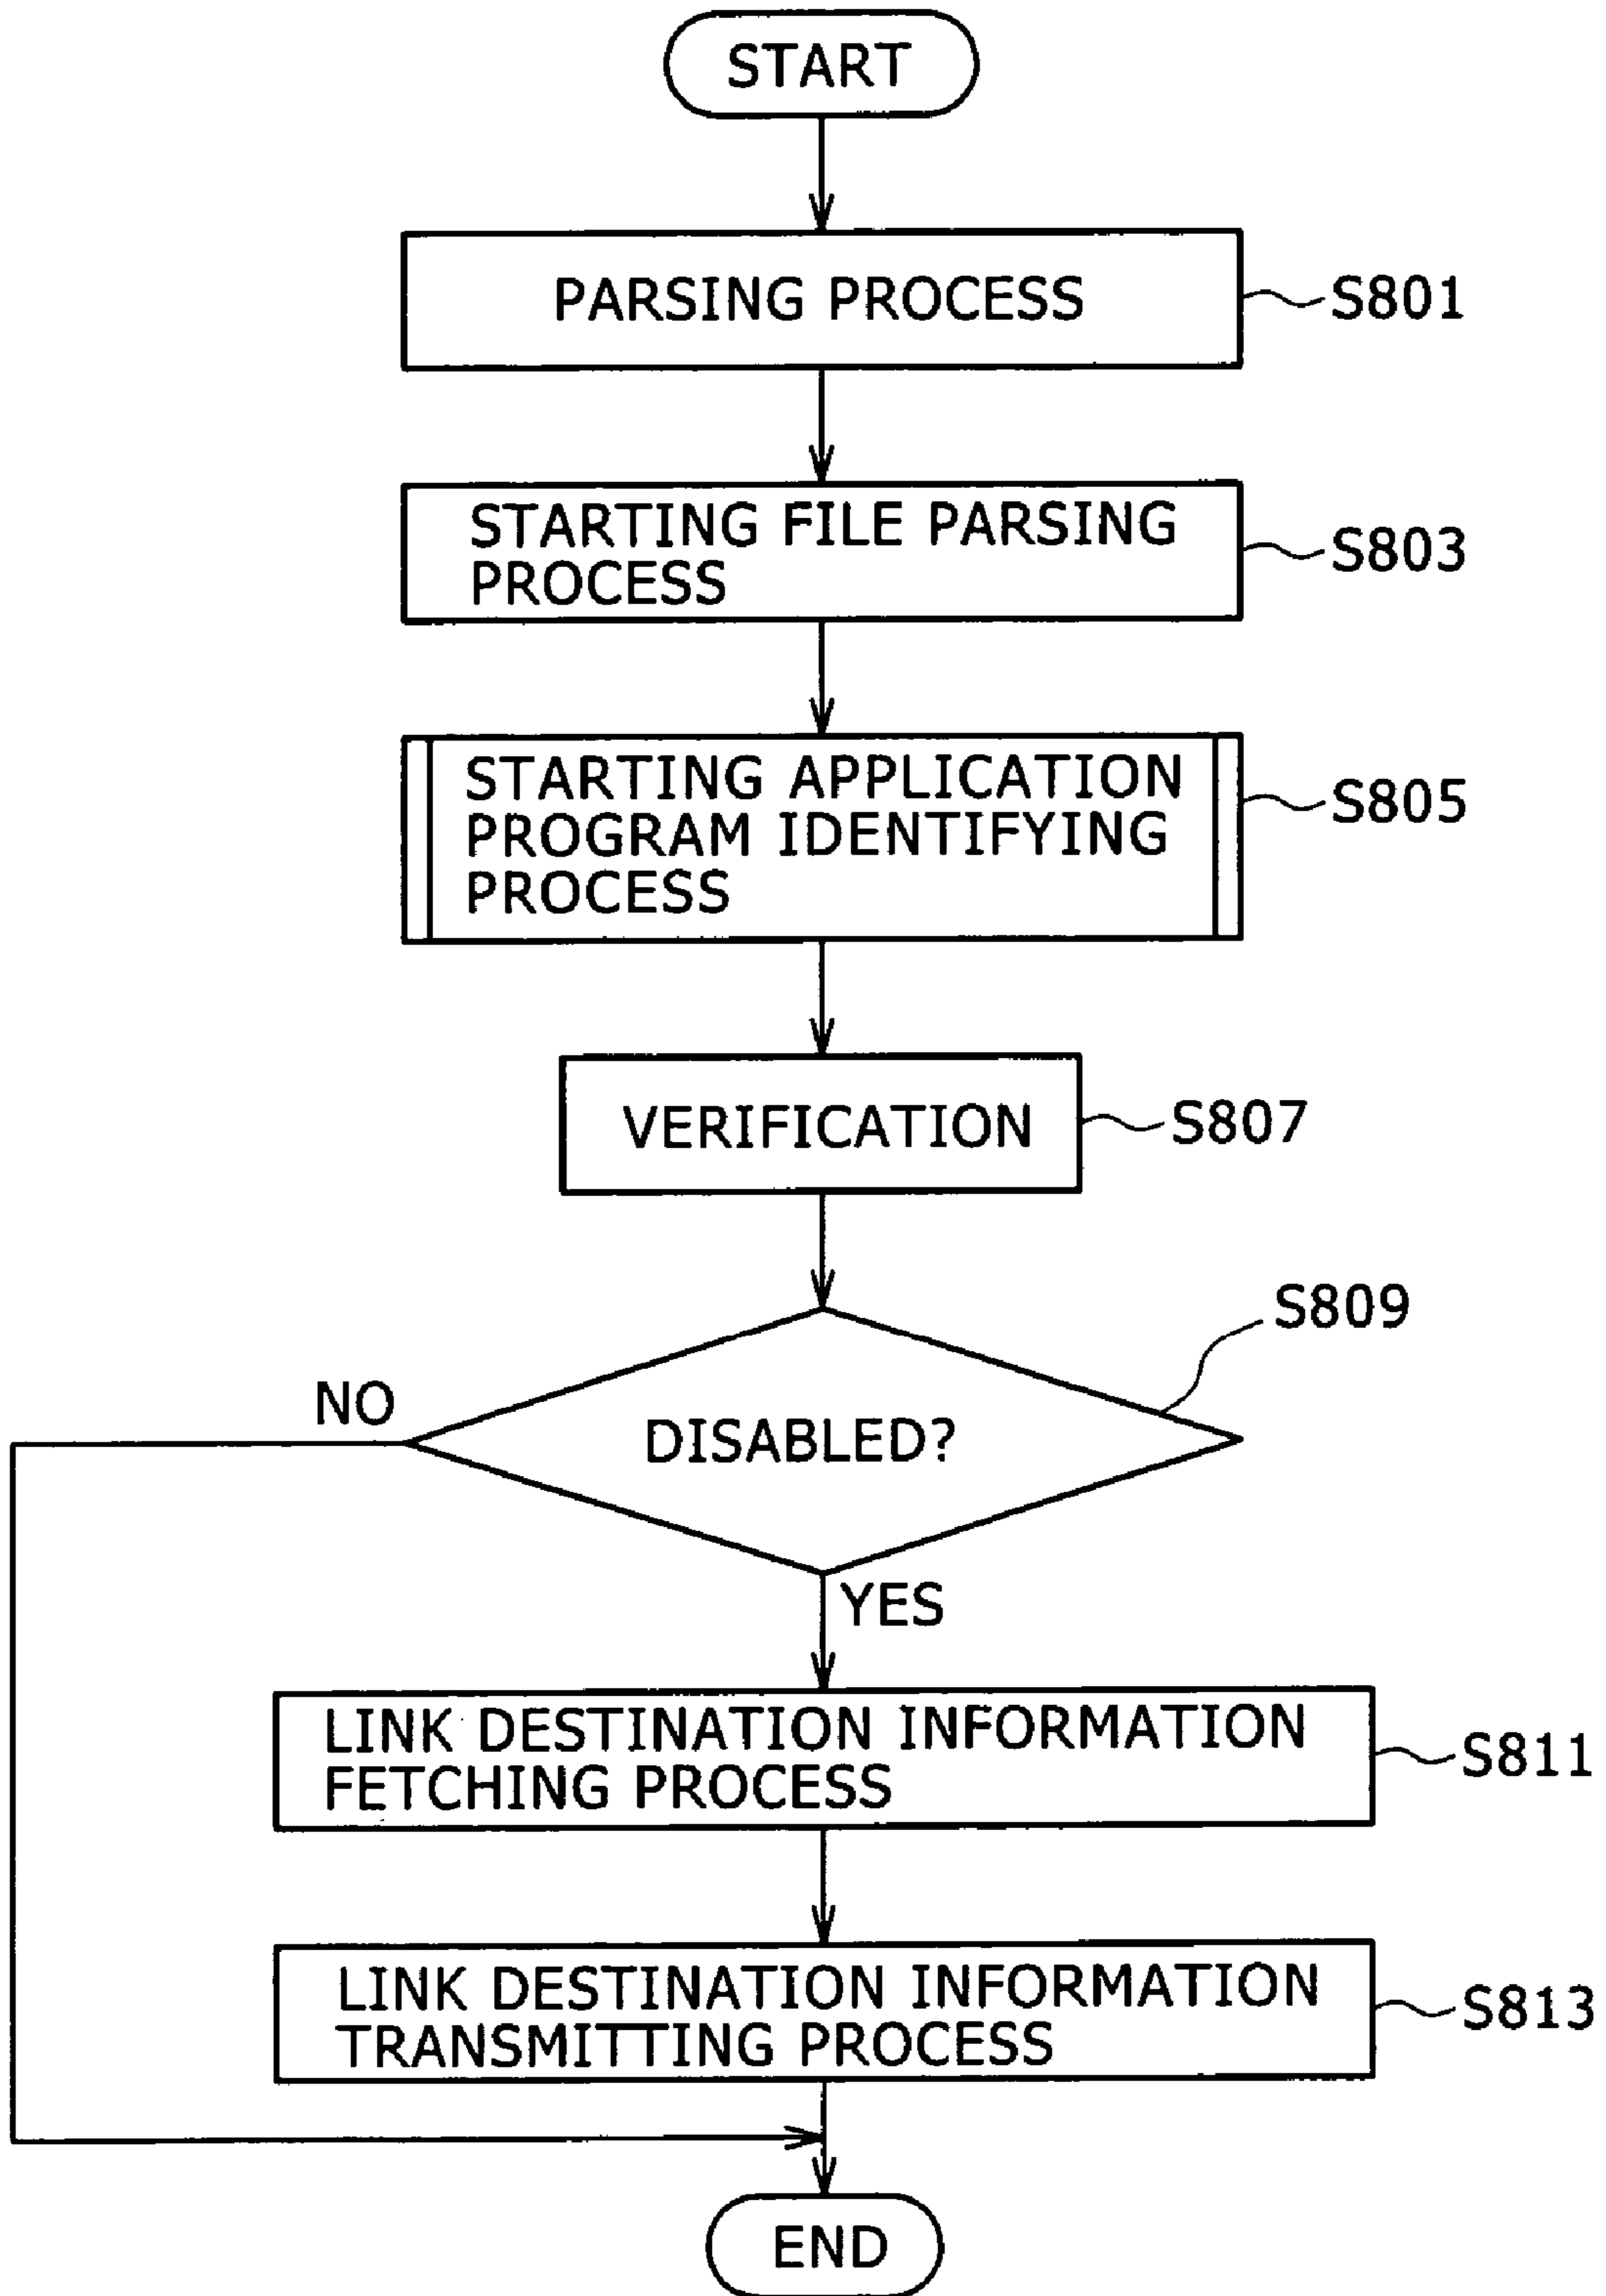 START
PARSING PROCESS
S801
STARTING FILE PARSING
PROCESS
S803
STARTING APPLICATION
PROGRAM IDENTIFYING
PROCESS
S805
VERIFICATION
S807
S809
NO
DISABLED?
YES
LINK DESTINATION INFORMATION
FETCHING PROCESS
S811
LINK DESTINATION INFORMATION
TRANSMITTING PROCESS
S813
END